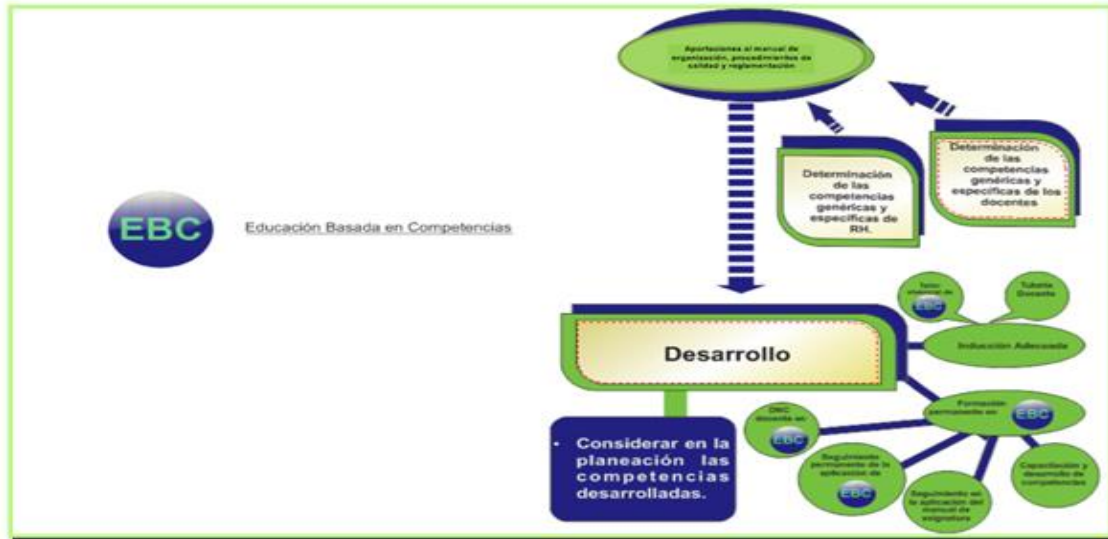 Aportaciones al manual de
organización, procedimientos de
calidad y reglamentación
Determinación
de las
competencias
genéricas y
específicas de los
docentes
Determinación
de las
competencias
genéricas y
específicas de
RH.
EBC
Educación Basada en Competencias
EBC
Tutoría
Docente
Inducción Adecuada
Desarrollo
Formación
permanente en
EBC
DNC
docente en
EBC
• Considerar en la
planeación las
competencias
desarrolladas.
Seguimiento
permanente de la
aplicación de
EBC
Capacitación y
desarrollo de
competencias
Seguimiento en
la aplicación del
manual de
asignatura